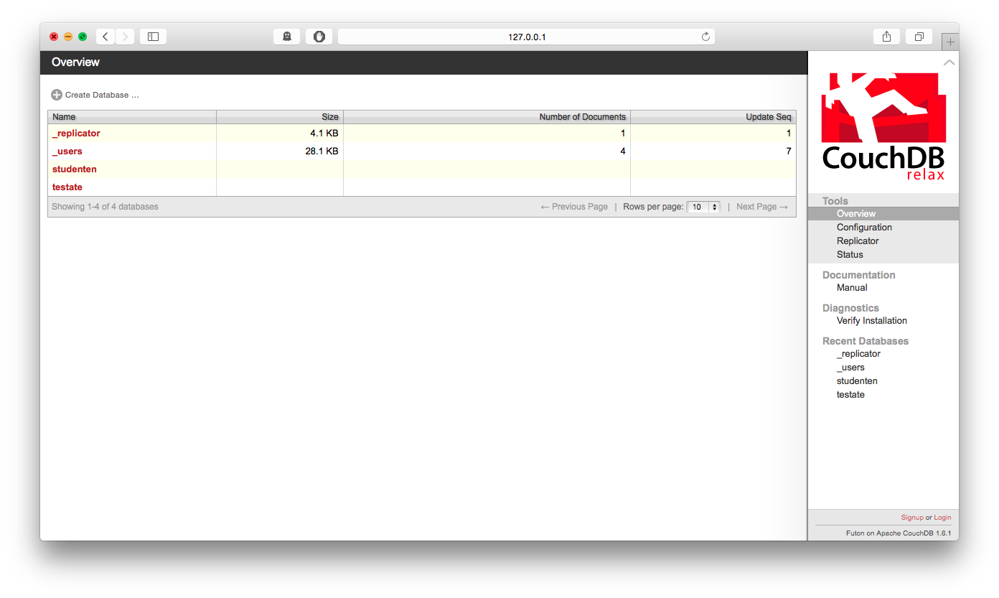 127.0.0.1
Overview
Create Database ...
Name Size Number of Documents Update Seq
_replicator 4.1 KB 1 1
_users 28.1 KB 4 7
studenten
testate
Showing 1-4 of 4 databases ← Previous Page | Rows per page: 10 | Next Page →
CouchDB
relax
Tools
Overview
Configuration
Replicator
Status
Documentation
Manual
Diagnostics
Verify Installation
Recent Databases
_replicator
_users
studenten
testate
Signup or Login
Futon on Apache CouchDB 1.6.1